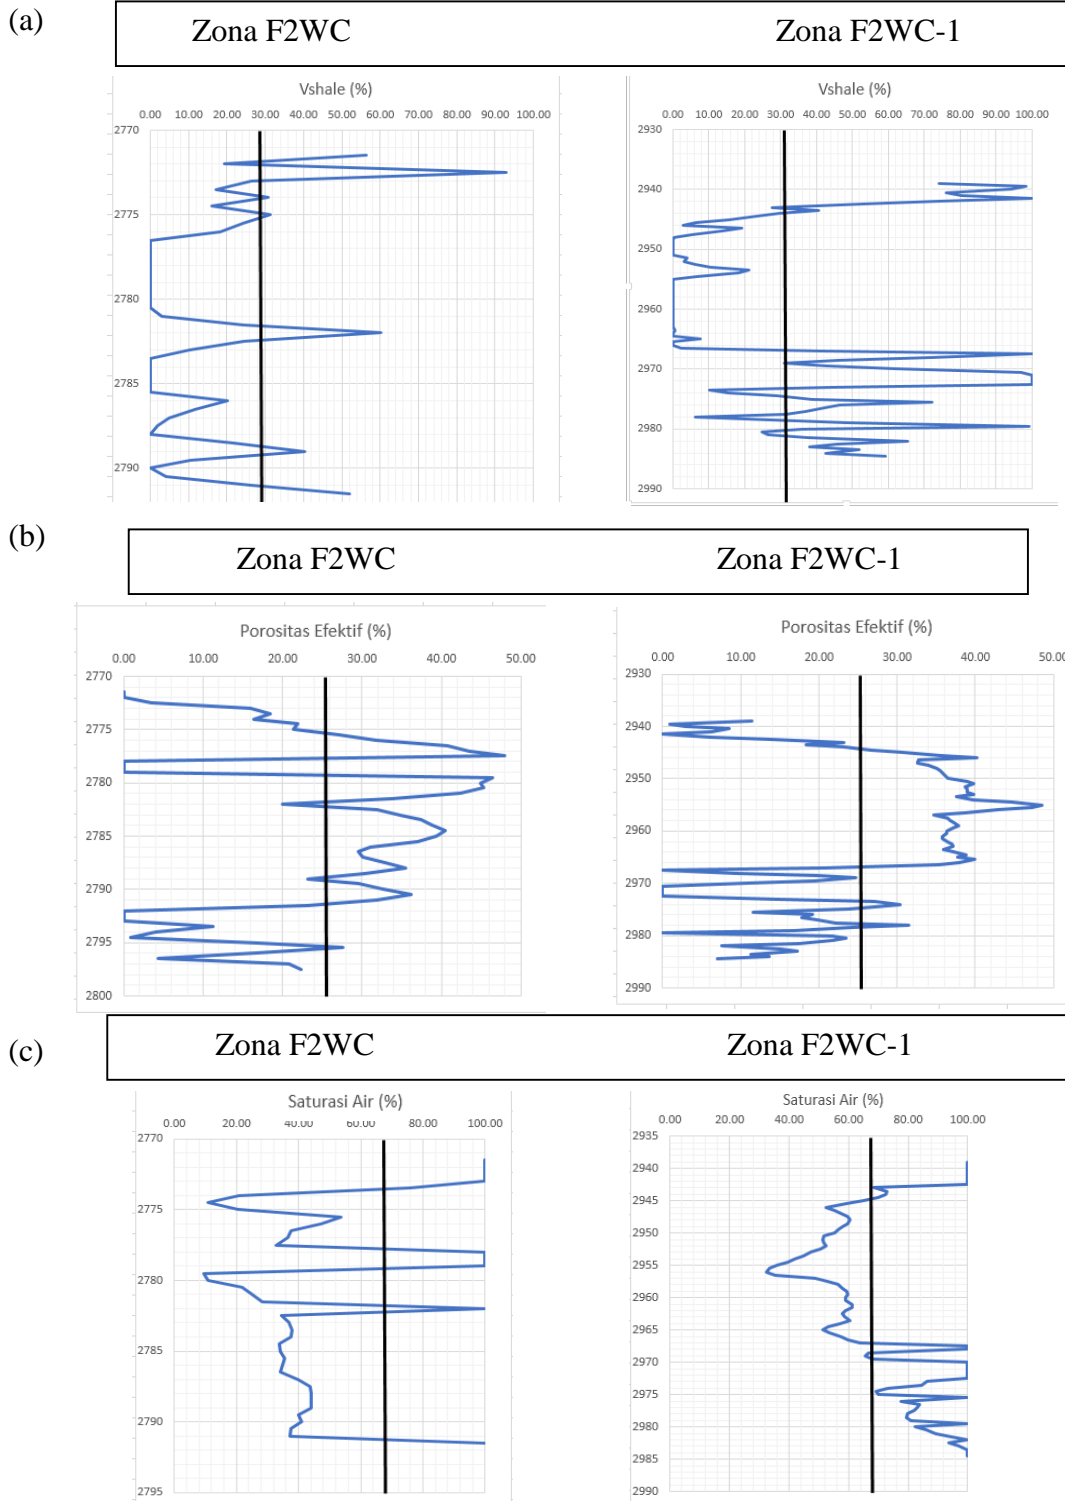 (a)
Zona F2WC Zona F2WC-1
Vshale (%) Vshale (%)
0.00 10.00 20.00 30.00 40.00 50.00 60.00 70.00 80.00 90.00 100.00
0.00 10.00 20.00 30.00 40.00 50.00 60.00 70.00 80.00 90.00 100.00
2770
2775
2780
2785
2790
2930
2940
2950
2960
2970
2980
2990
(b)
Zona F2WC Zona F2WC-1
Porositas Efektif (%) Porositas Efektif (%)
0.00 10.00 20.00 30.00 40.00 50.00
0.00 10.00 20.00 30.00 40.00 50.00
2770
2775
2780
2785
2790
2795
2800
2930
2940
2950
2960
2970
2980
2990
(c)
Zona F2WC Zona F2WC-1
Saturasi Air (%) Saturasi Air (%)
0.00 20.00 40.00 60.00 80.00 100.00
0.00 20.00 40.00 60.00 80.00 100.00
2770
2775
2780
2785
2790
2795
2935
2940
2945
2950
2955
2960
2965
2970
2975
2980
2985
2990